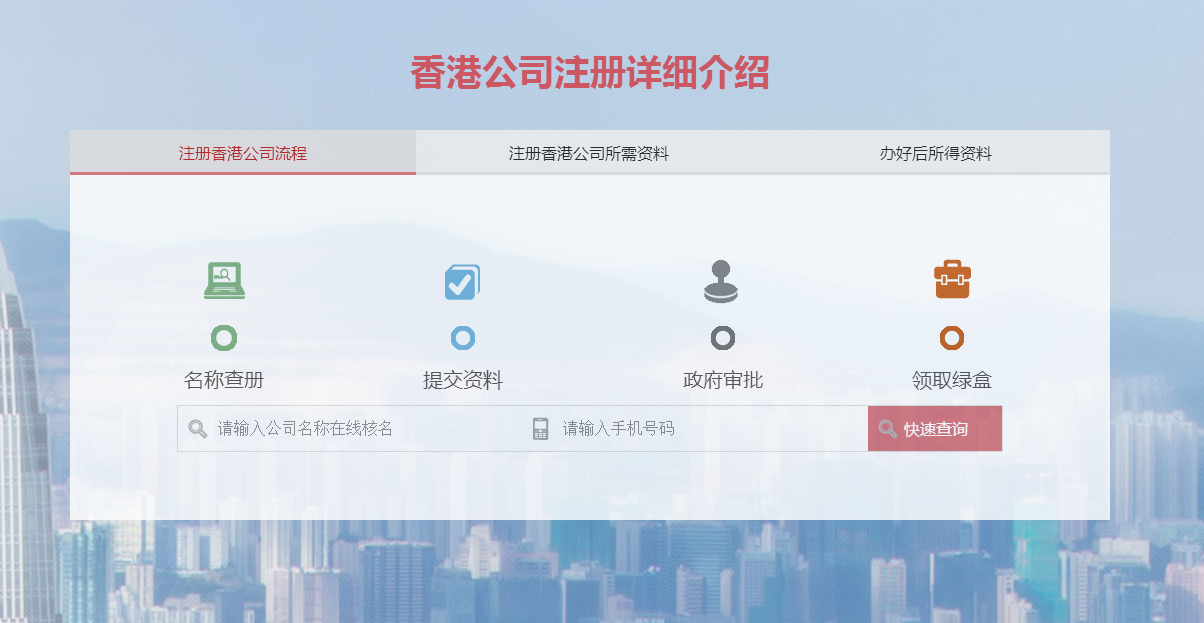 香港公司注册详细介绍
注册香港公司流程
注册香港公司所需资料
办好后所得资料
名称查册
提交资料
政府审批
领取绿盒
请输入公司名称在线核名
请输入手机号码
快速查询